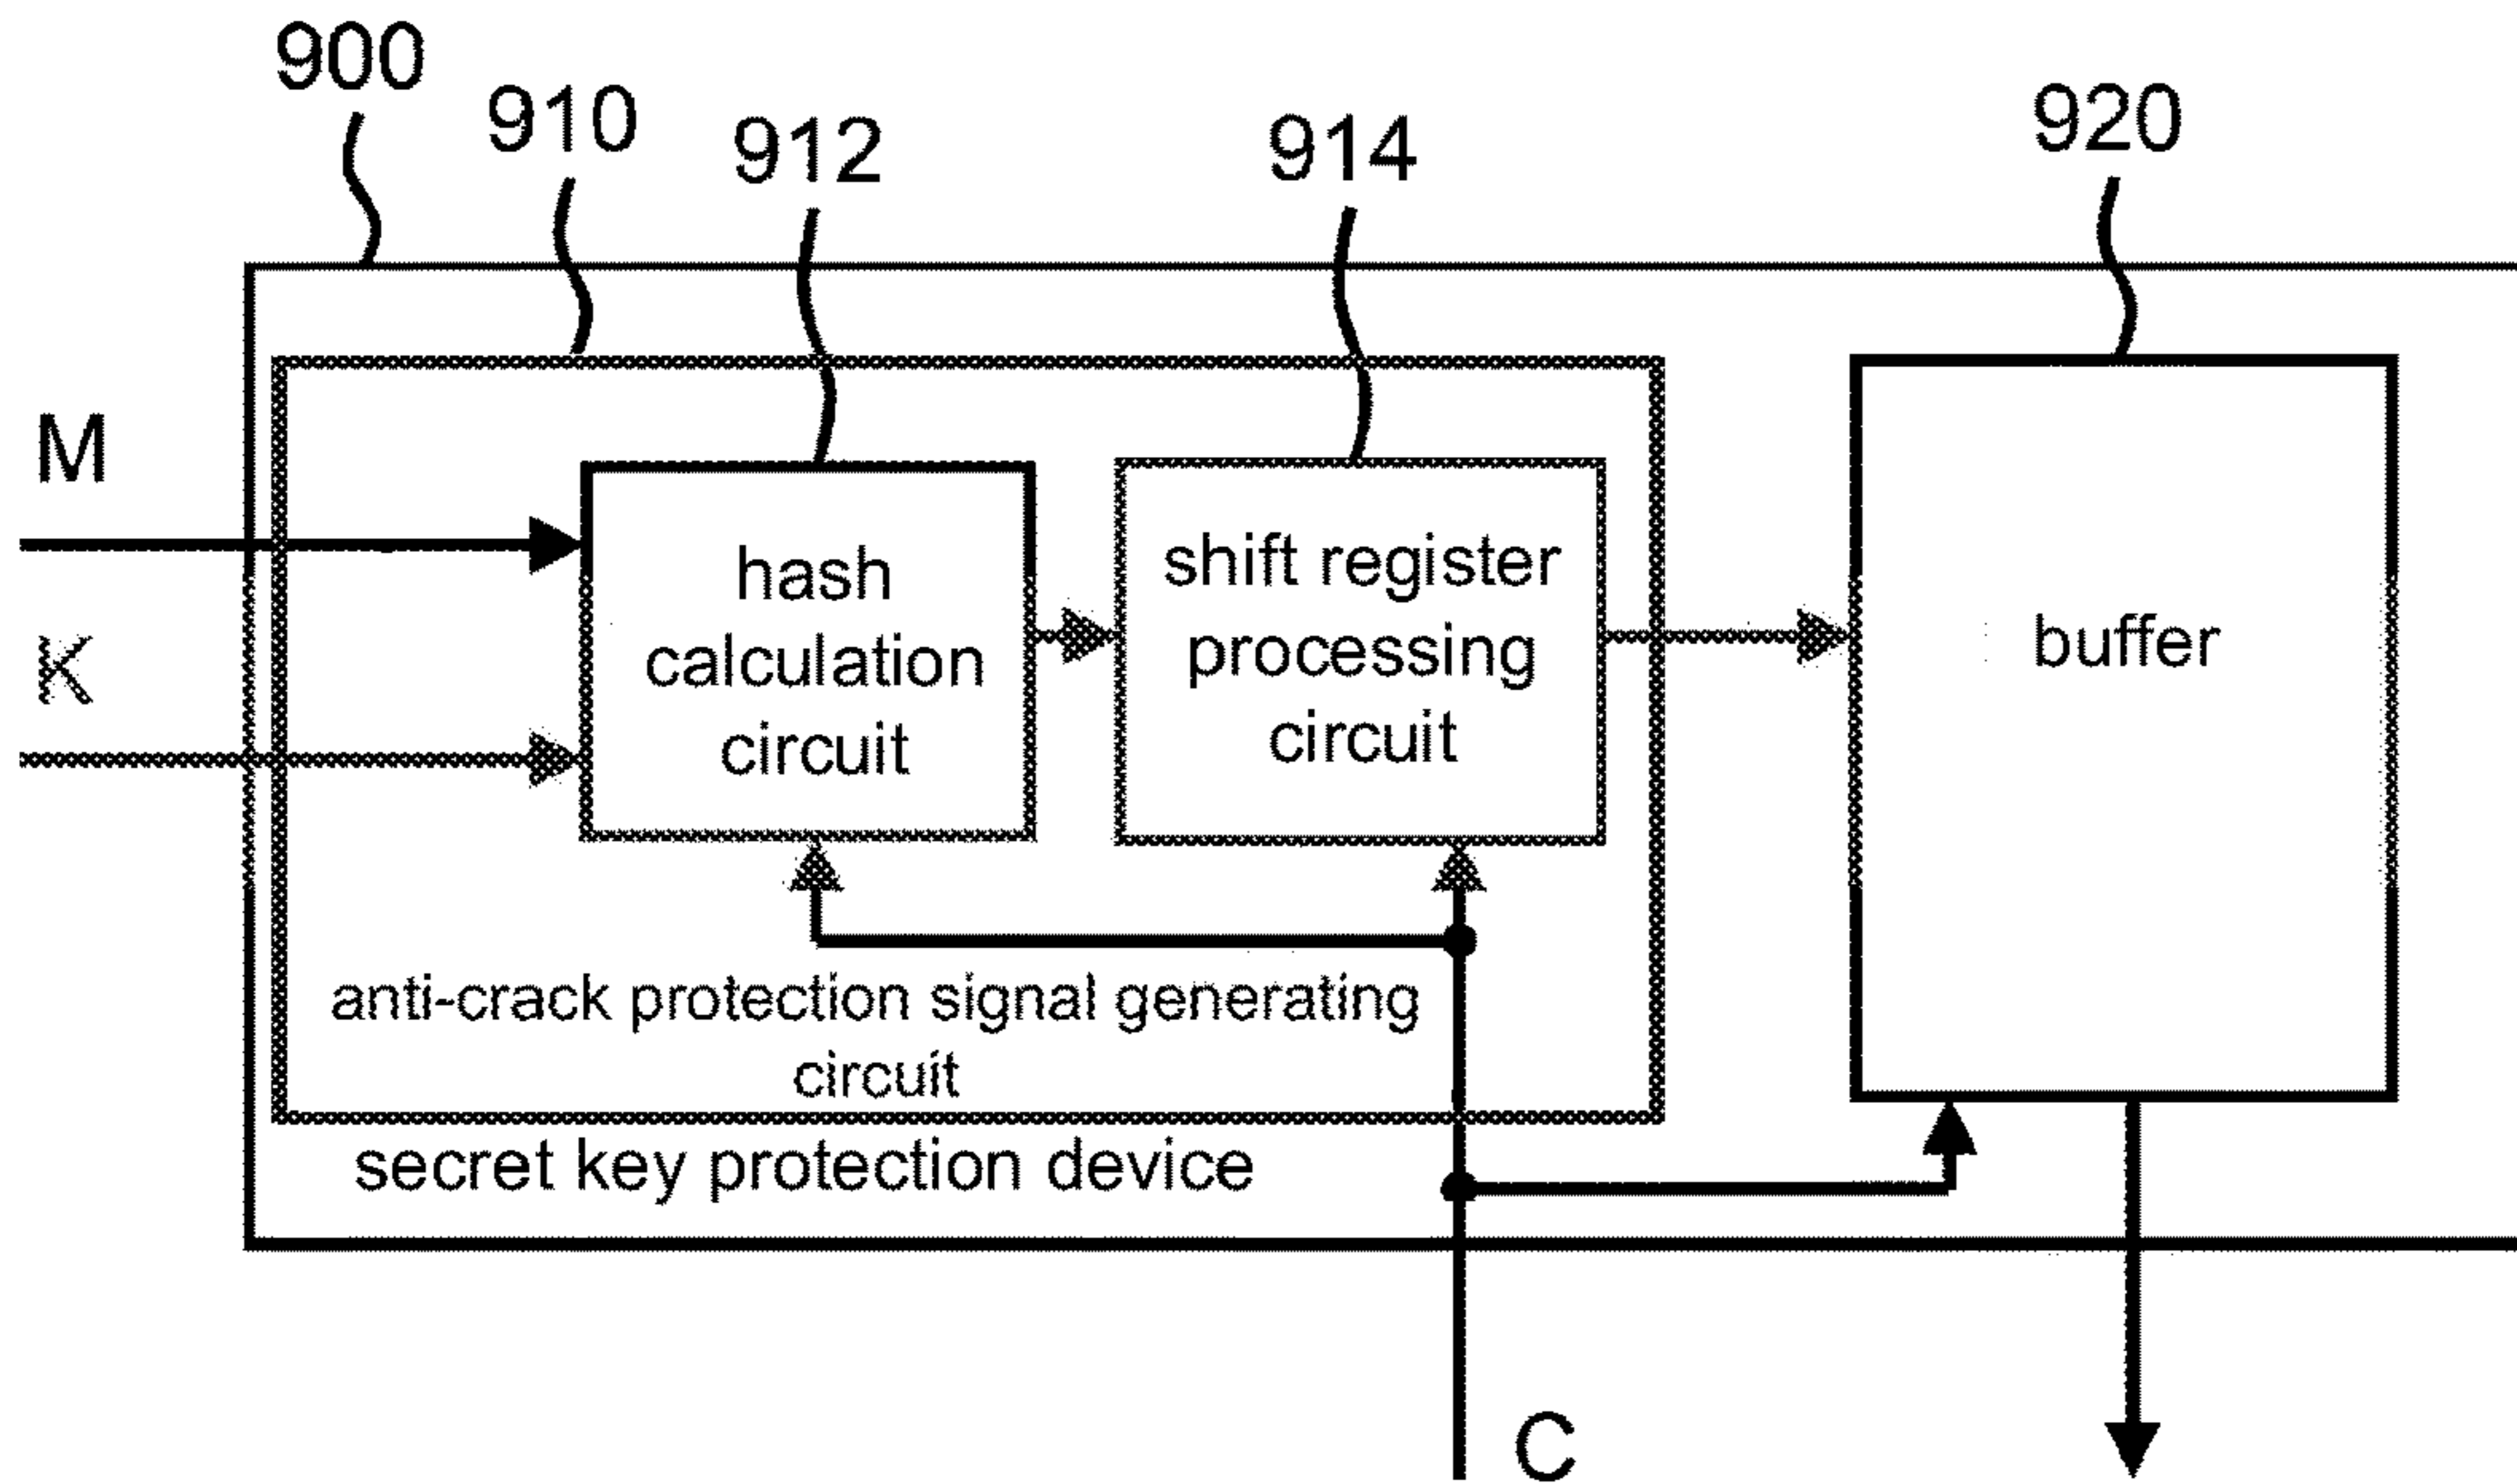 900
910
912
914
920
M
K
hash
calculation
circuit
shift register
processing
circuit
buffer
anti-crack protection signal generating
circuit
secret key protection device
C